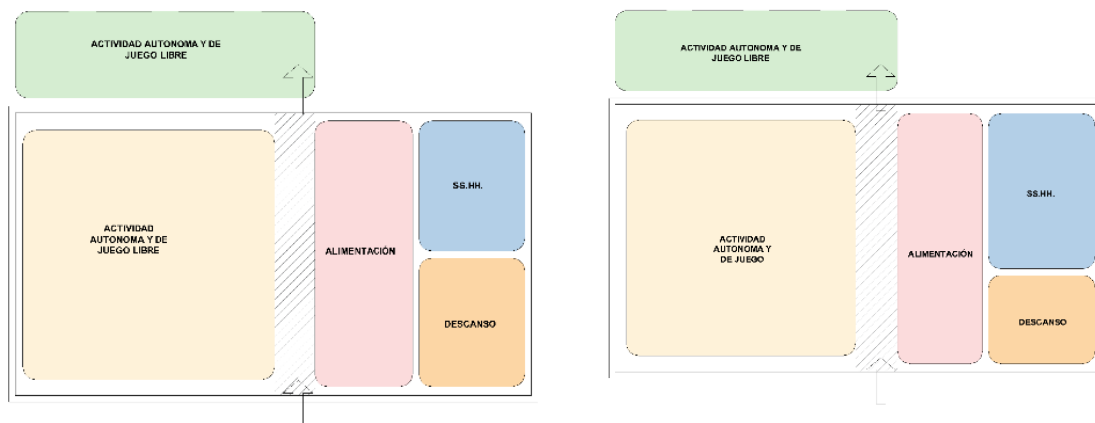 ACTIVIDAD AUTONOMA Y DE
JUEGO LIBRE
ACTIVIDAD
AUTONOMA Y DE
JUEGO LIBRE
ALIMENTACIÓN
SS.HH.
DESCANSO
ACTIVIDAD AUTONOMA Y DE
JUEGO LIBRE
ACTIVIDAD
AUTONOMA Y
DE JUEGO
ALIMENTACIÓN
SS.HH.
DESCANSO